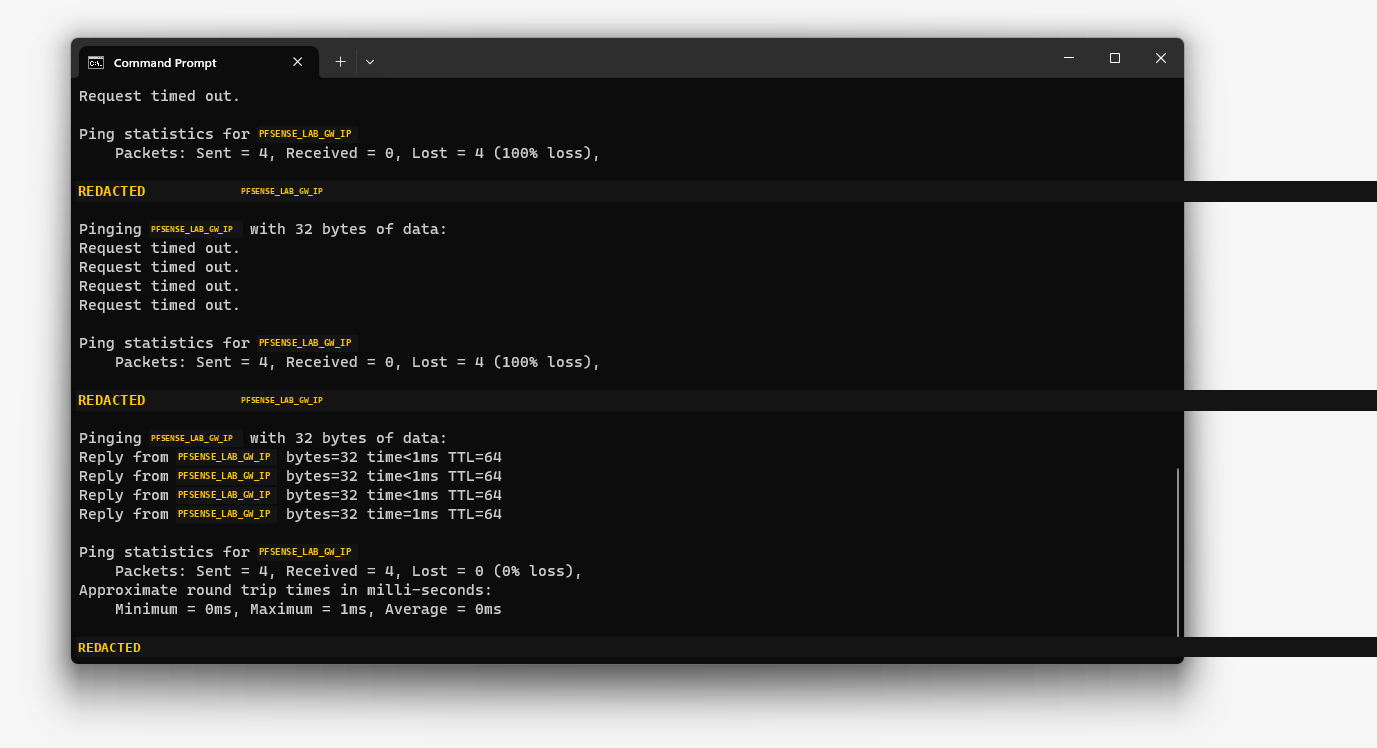 Command Prompt
Request timed out.
Ping statistics for PFSENSE_LAB_GW_IP
Packets: Sent = 4, Received = 0, Lost = 4 (100% loss),
REDACTED PFSENSE_LAB_GW_IP
Pinging PFSENSE_LAB_GW_IP with 32 bytes of data:
Request timed out.
Request timed out.
Request timed out.
Request timed out.
Ping statistics for PFSENSE_LAB_GW_IP
Packets: Sent = 4, Received = 0, Lost = 4 (100% loss),
REDACTED PFSENSE_LAB_GW_IP
Pinging PFSENSE_LAB_GW_IP with 32 bytes of data:
Reply from PFSENSE_LAB_GW_IP bytes=32 time<1ms TTL=64
Reply from PFSENSE_LAB_GW_IP bytes=32 time<1ms TTL=64
Reply from PFSENSE_LAB_GW_IP bytes=32 time<1ms TTL=64
Reply from PFSENSE_LAB_GW_IP bytes=32 time=1ms TTL=64
Ping statistics for PFSENSE_LAB_GW_IP
Packets: Sent = 4, Received = 4, Lost = 0 (0% loss),
Approximate round trip times in milli-seconds:
Minimum = 0ms, Maximum = 1ms, Average = 0ms
REDACTED